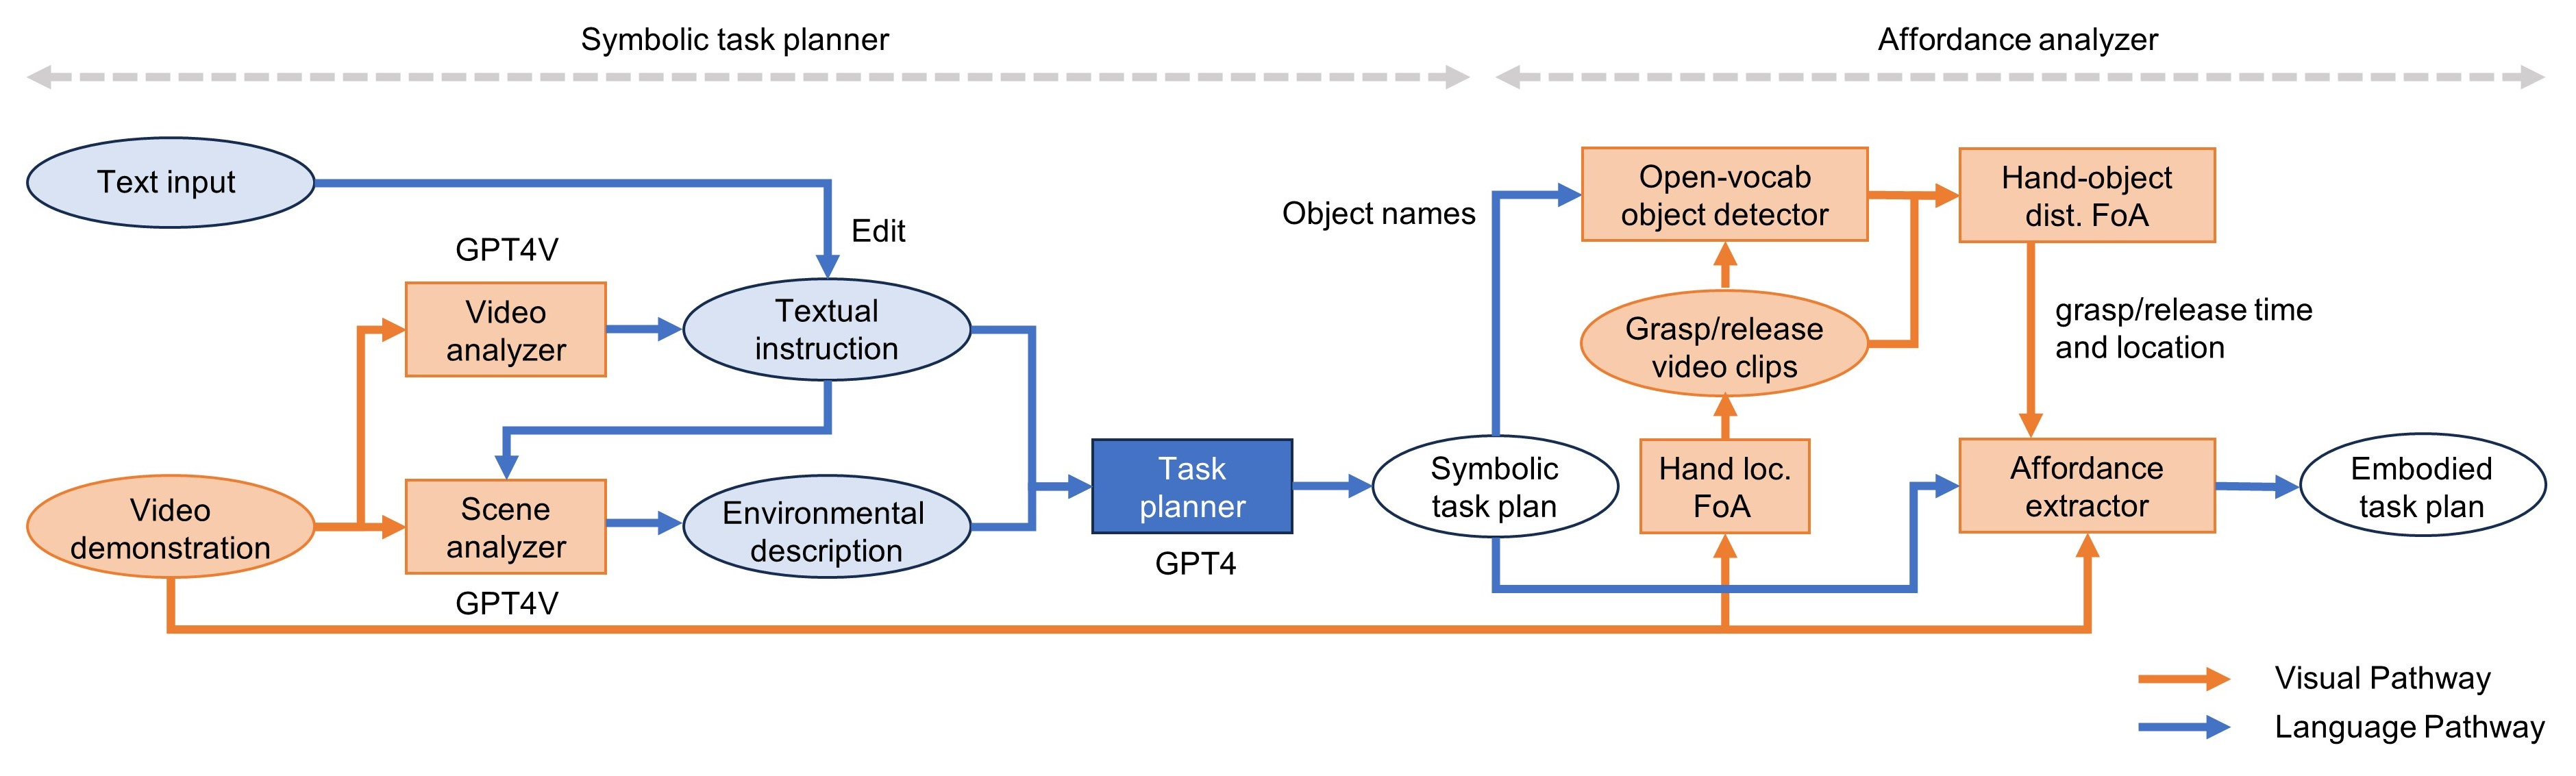 Symbolic task planner
Affordance analyzer
Text input
Edit
GPT4V
Video
analyzer
Textual
instruction
Video
demonstration
Scene
analyzer
GPT4V
Environmental
description
Task
planner
GPT4
Symbolic
task plan
Object names
Open-vocab
object detector
Hand-object
dist. FoA
Grasp/release
video clips
grasp/release time
and location
Hand loc.
FoA
Affordance
extractor
Embodied
task plan
Visual Pathway
Language Pathway